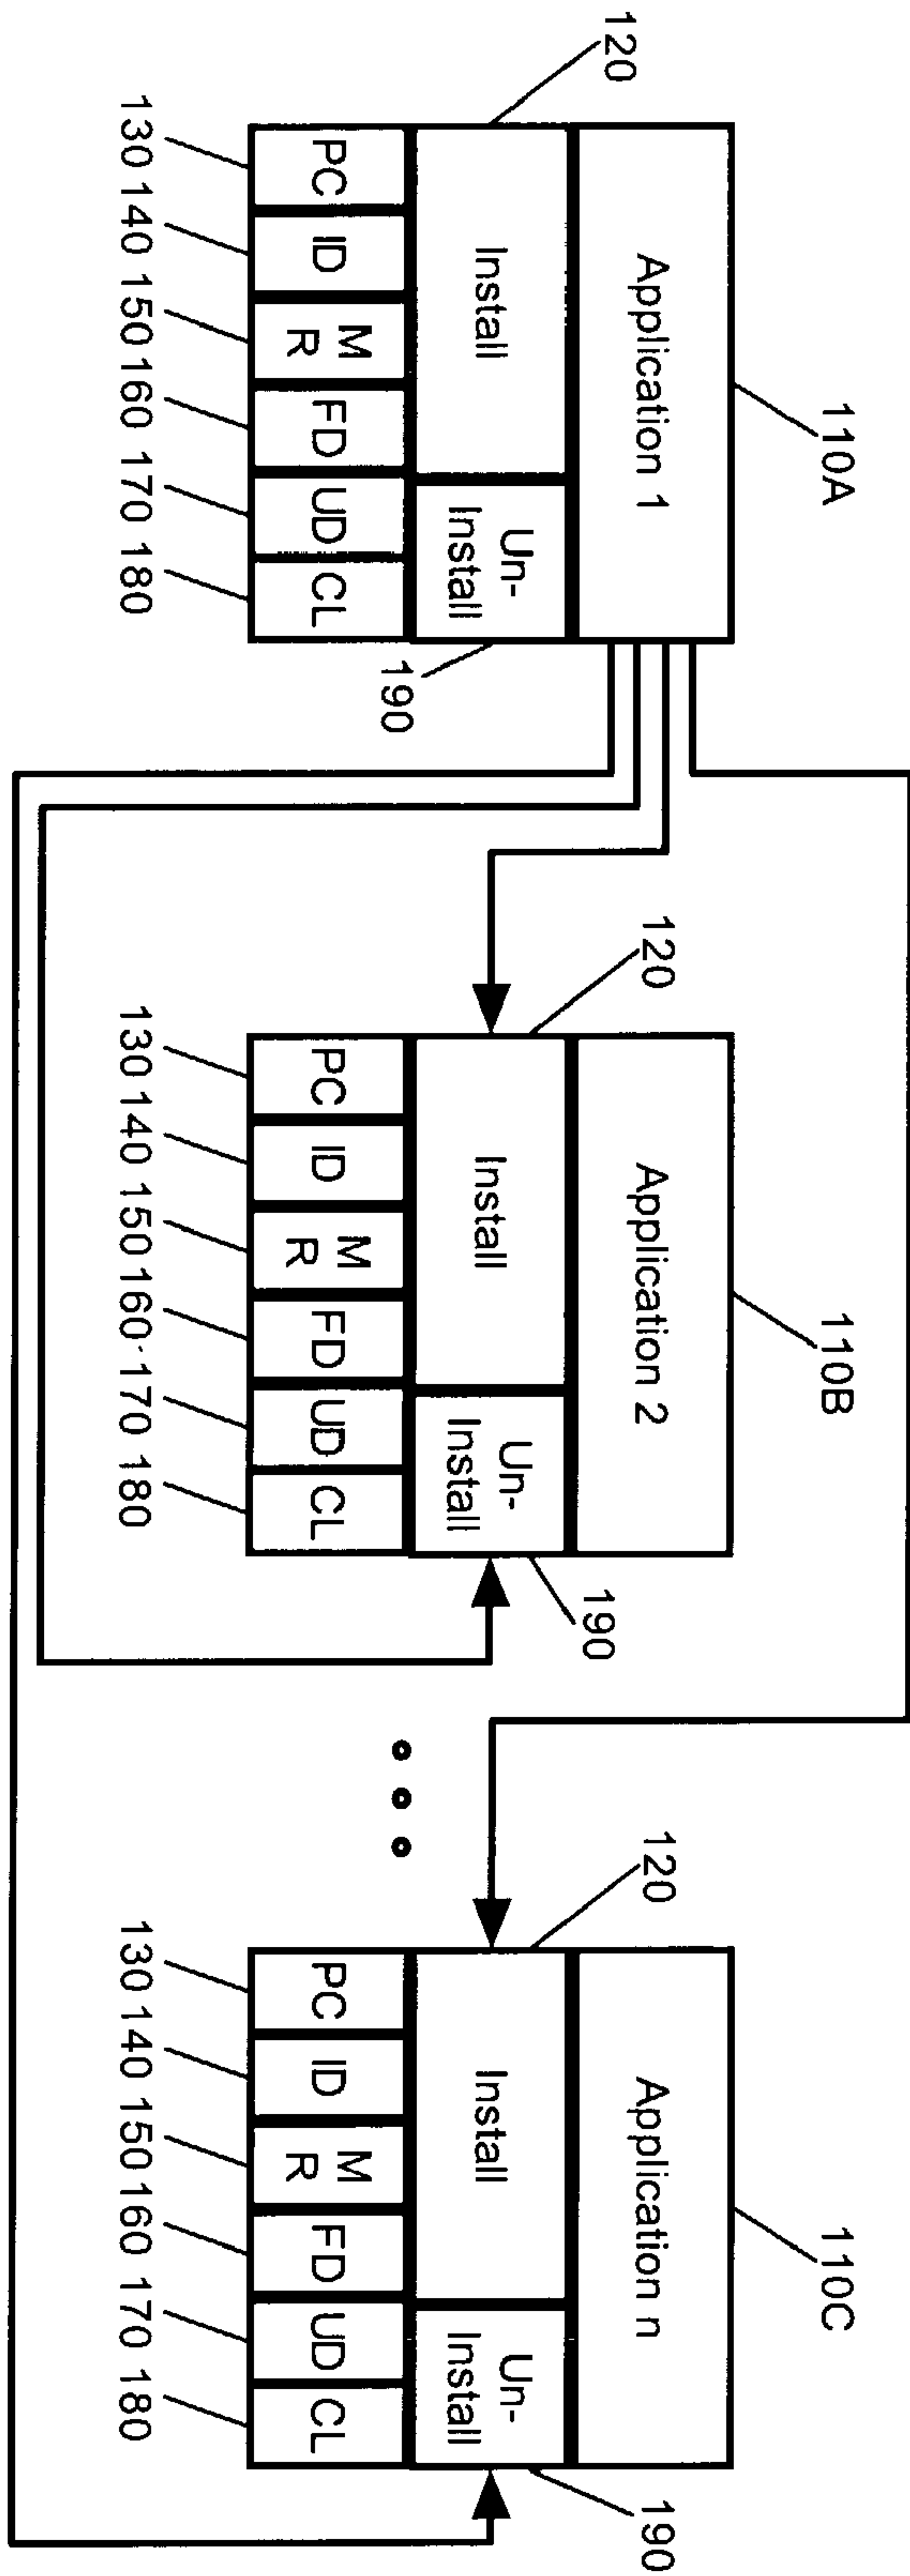 110A
Application 1
120
Install
Un-
Install
190
PC
ID
M
R
FD
UD
CL
130
140
150
160
170
180
110B
Application 2
120
Install
Un-
Install
190
PC
ID
M
R
FD
UD
CL
130
140
150
160
170
180
110C
Application n
120
Install
Un-
Install
190
PC
ID
M
R
FD
UD
CL
130
140
150
160
170
180